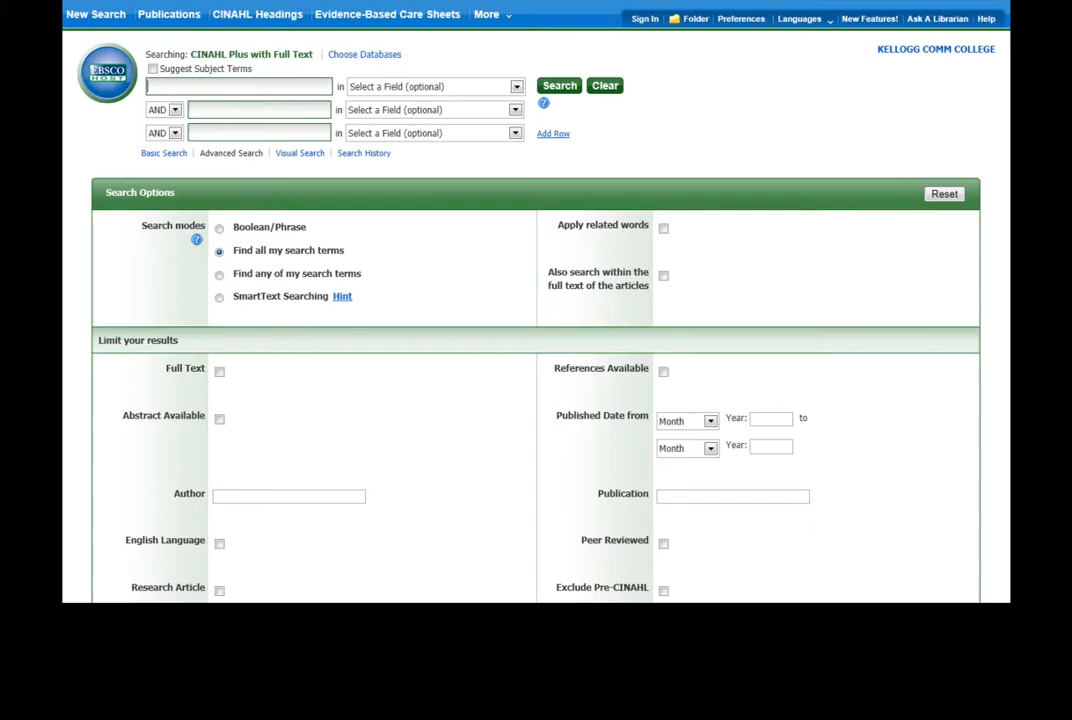 New Search Publications CINAHL Headings Evidence-Based Care Sheets More
Sign In Folder Preferences Languages New Features! Ask A Librarian Help
KELLOGG COMM COLLEGE
EBSCO
HOST
Searching: CINAHL Plus with Full Text | Choose Databases
Suggest Subject Terms
in Select a Field (optional) Search Clear
AND in Select a Field (optional)
AND in Select a Field (optional) Add Row
Basic Search | Advanced Search | Visual Search | Search History
Search Options Reset
Search modes Boolean/Phrase
Find all my search terms
Find any of my search terms
SmartText Searching Hint
Apply related words
Also search within the
full text of the articles
Limit your results
Full Text References Available
Abstract Available Published Date from Month Year: to
Month Year:
Author Publication
English Language Peer Reviewed
Research Article Exclude Pre-CINAHL